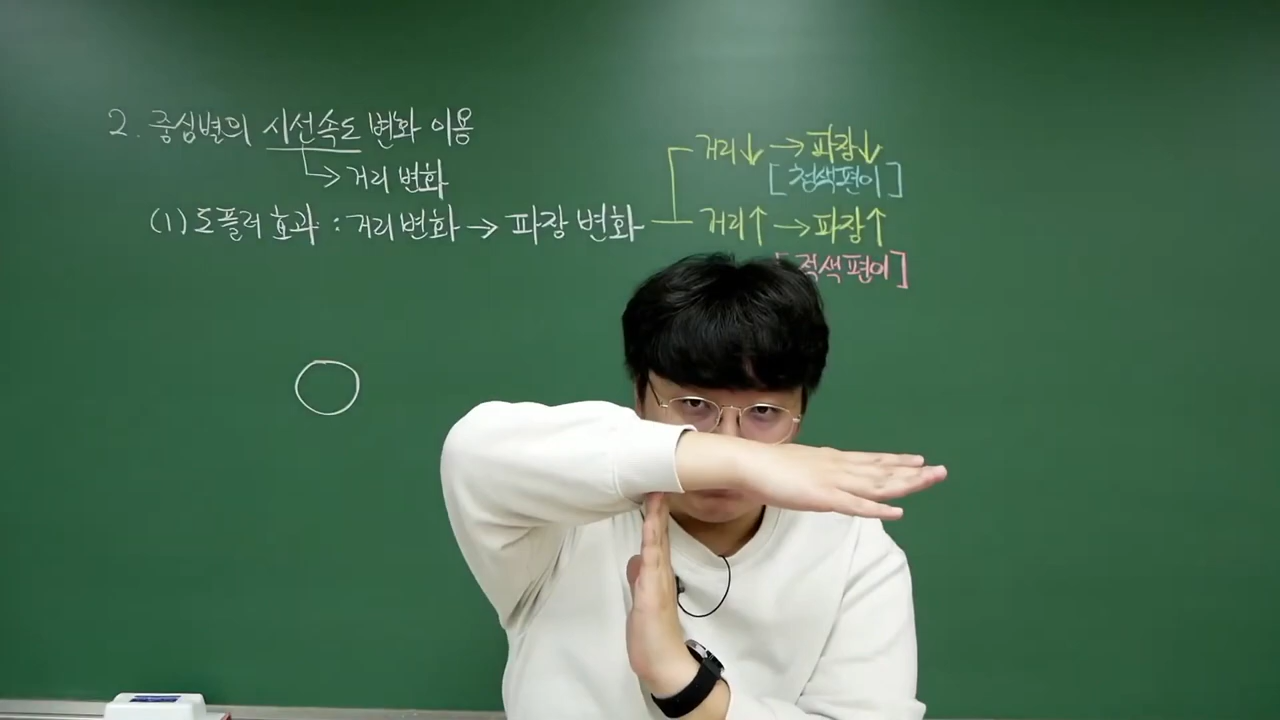 2. 중심별의 시선속도 변화 이용
→ 거리 변화
(1) 도플러 효과 : 거리 변화 → 파장 변화
거리↓ → 파장↓
[청색편이]
거리↑ → 파장↑
[적색편이]